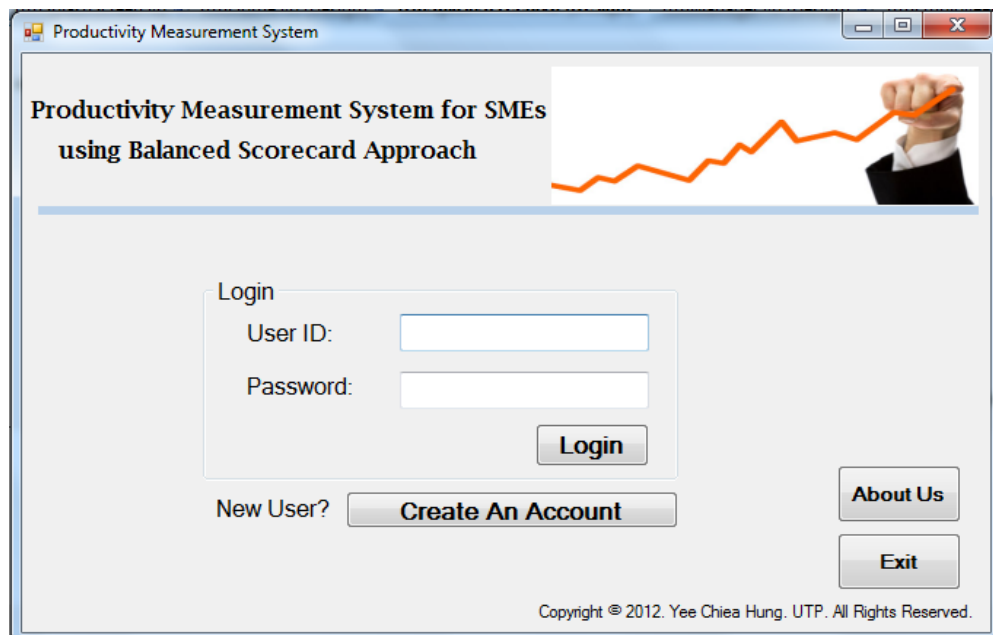 Productivity Measurement System
Productivity Measurement System for SMEs
using Balanced Scorecard Approach
Login
User ID:
Password:
Login
New User?
Create An Account
About Us
Exit
Copyright © 2012. Yee Chiea Hung. UTP. All Rights Reserved.